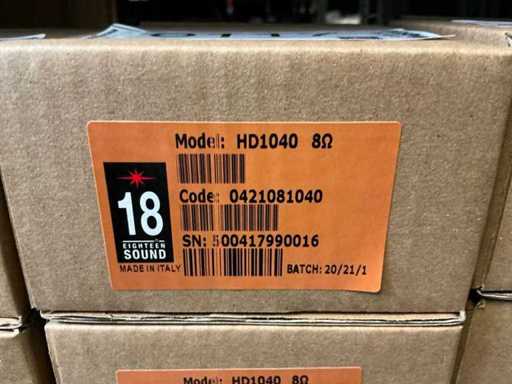 Model: HD1040 8Ω
Code: 0421081040
18
EIGHTEEN
SOUND
SN: 500417990016
MADE IN ITALY
BATCH: 20/21/1
Model: HD1040 8Ω